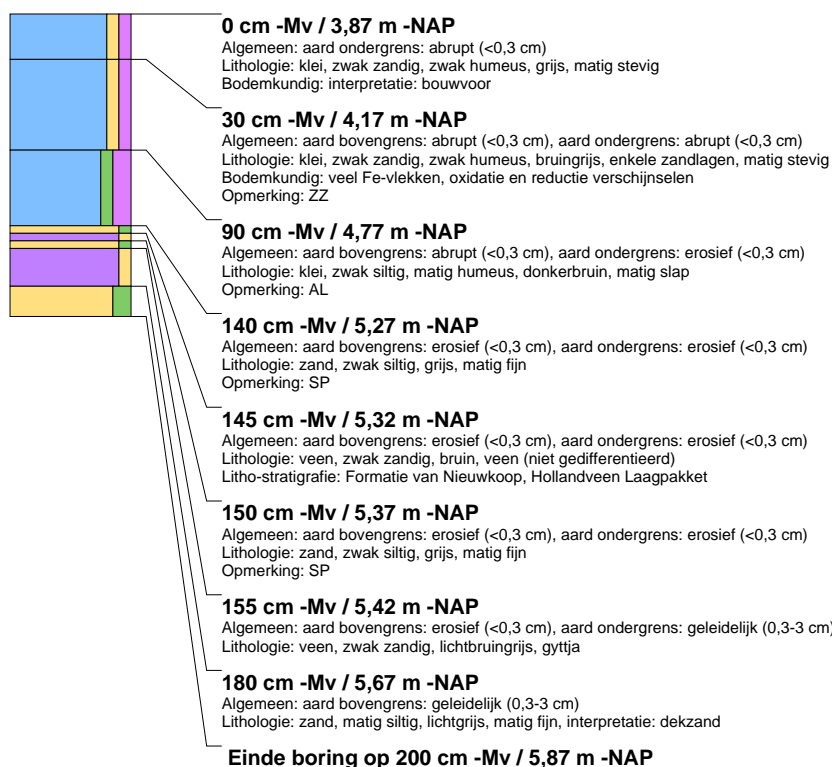 0 cm -Mv / 3,87 m -NAP
Algemeen: aard ondergrens: abrupt (<0,3 cm)
Lithologie: klei, zwak zandig, zwak humeus, grijs, matig stevig
Bodemkundig: interpretatie: bouwvoor
30 cm -Mv / 4,17 m -NAP
Algemeen: aard bovengrens: abrupt (<0,3 cm), aard ondergrens: abrupt (<0,3 cm)
Lithologie: klei, zwak zandig, zwak humeus, bruingrijs, enkele zandlagen, matig stevig
Bodemkundig: veel Fe-vlekken, oxidatie en reductie verschijnselen
Opmerking: ZZ
90 cm -Mv / 4,77 m -NAP
Algemeen: aard bovengrens: abrupt (<0,3 cm), aard ondergrens: erosief (<0,3 cm)
Lithologie: klei, zwak siltig, matig humeus, donkerbruin, matig slap
Opmerking: AL
140 cm -Mv / 5,27 m -NAP
Algemeen: aard bovengrens: erosief (<0,3 cm), aard ondergrens: erosief (<0,3 cm)
Lithologie: zand, zwak siltig, grijs, matig fijn
Opmerking: SP
145 cm -Mv / 5,32 m -NAP
Algemeen: aard bovengrens: erosief (<0,3 cm), aard ondergrens: erosief (<0,3 cm)
Lithologie: veen, zwak zandig, bruin, veen (niet gedifferentieerd)
Litho-stratigrafie: Formatie van Nieuwkoop, Hollandveen Laagpakket
150 cm -Mv / 5,37 m -NAP
Algemeen: aard bovengrens: erosief (<0,3 cm), aard ondergrens: erosief (<0,3 cm)
Lithologie: zand, zwak siltig, grijs, matig fijn
Opmerking: SP
155 cm -Mv / 5,42 m -NAP
Algemeen: aard bovengrens: erosief (<0,3 cm), aard ondergrens: geleidelijk (0,3-3 cm)
Lithologie: veen, zwak zandig, lichtbruingrijs, gyttja
180 cm -Mv / 5,67 m -NAP
Algemeen: aard bovengrens: geleidelijk (0,3-3 cm)
Lithologie: zand, matig siltig, lichtgrijs, matig fijn, interpretatie: dekzand
Einde boring op 200 cm -Mv / 5,87 m -NAP